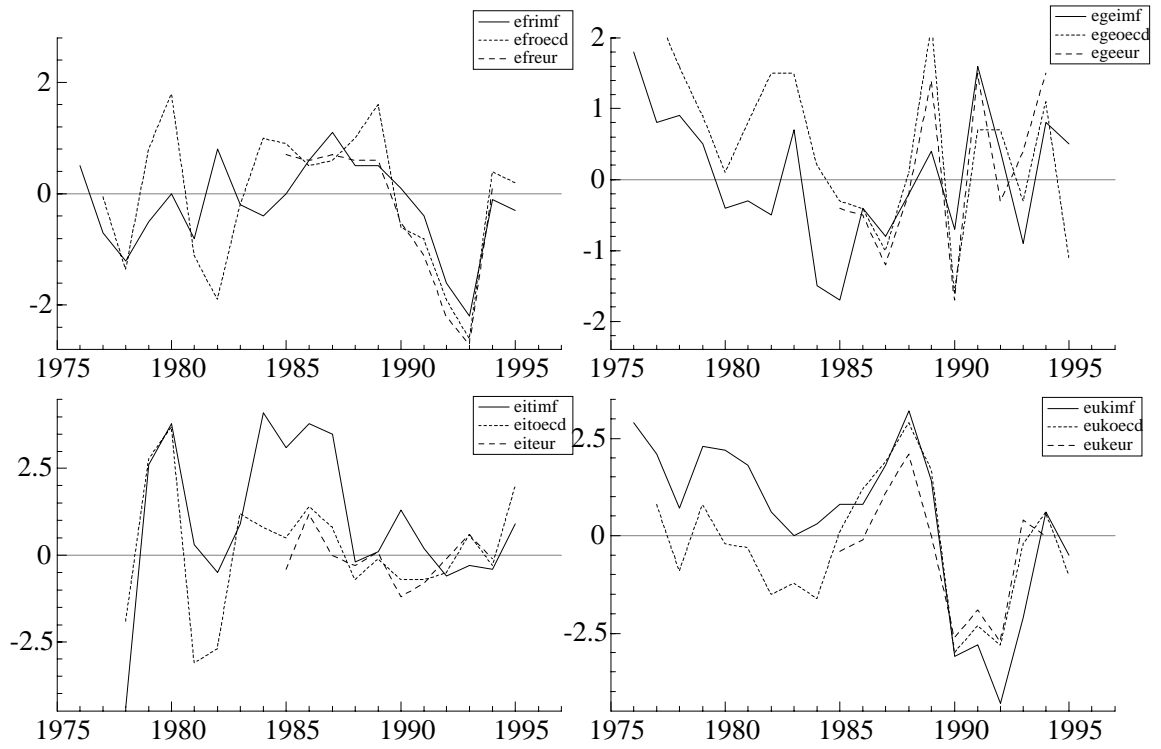 efrimf
efroecd
efreur
2
0
-2
1975 1980 1985 1990 1995
egeimf
egeoecd
egeeur
2
1
0
-1
-2
1975 1980 1985 1990 1995
eitimf
eitoecd
eiteur
2.5
0
-2.5
1975 1980 1985 1990 1995
eukimf
eukoecd
eukeur
2.5
0
-2.5
1975 1980 1985 1990 1995